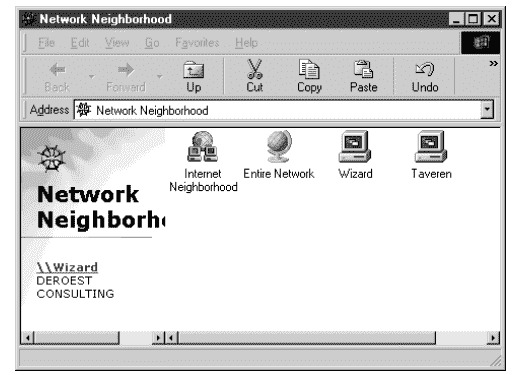 Network Neighborhood
File Edit View Go Favorites Help
Back Forward Up Cut Copy Paste Undo »
Address Network Neighborhood
Network
Neighborh
\\Wizard
DEROEST
CONSULTING
Internet
Neighborhood
Entire Network
Wizard
Taveren